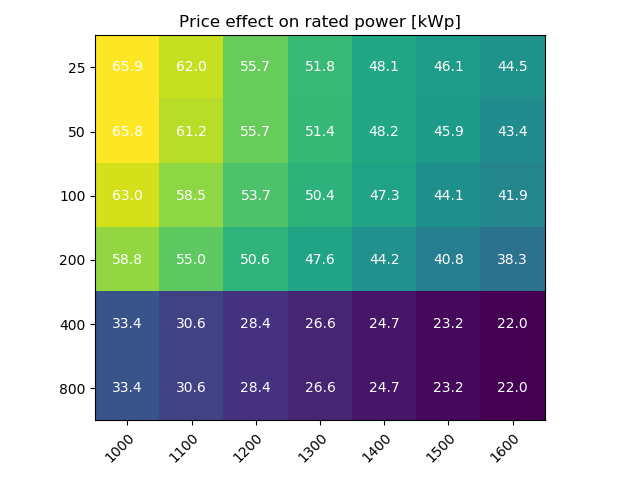 Price effect on rated power [kWp]
25 65.9 62.0 55.7 51.8 48.1 46.1 44.5
50 65.8 61.2 55.7 51.4 48.2 45.9 43.4
100 63.0 58.5 53.7 50.4 47.3 44.1 41.9
200 58.8 55.0 50.6 47.6 44.2 40.8 38.3
400 33.4 30.6 28.4 26.6 24.7 23.2 22.0
800 33.4 30.6 28.4 26.6 24.7 23.2 22.0
1000 1100 1200 1300 1400 1500 1600